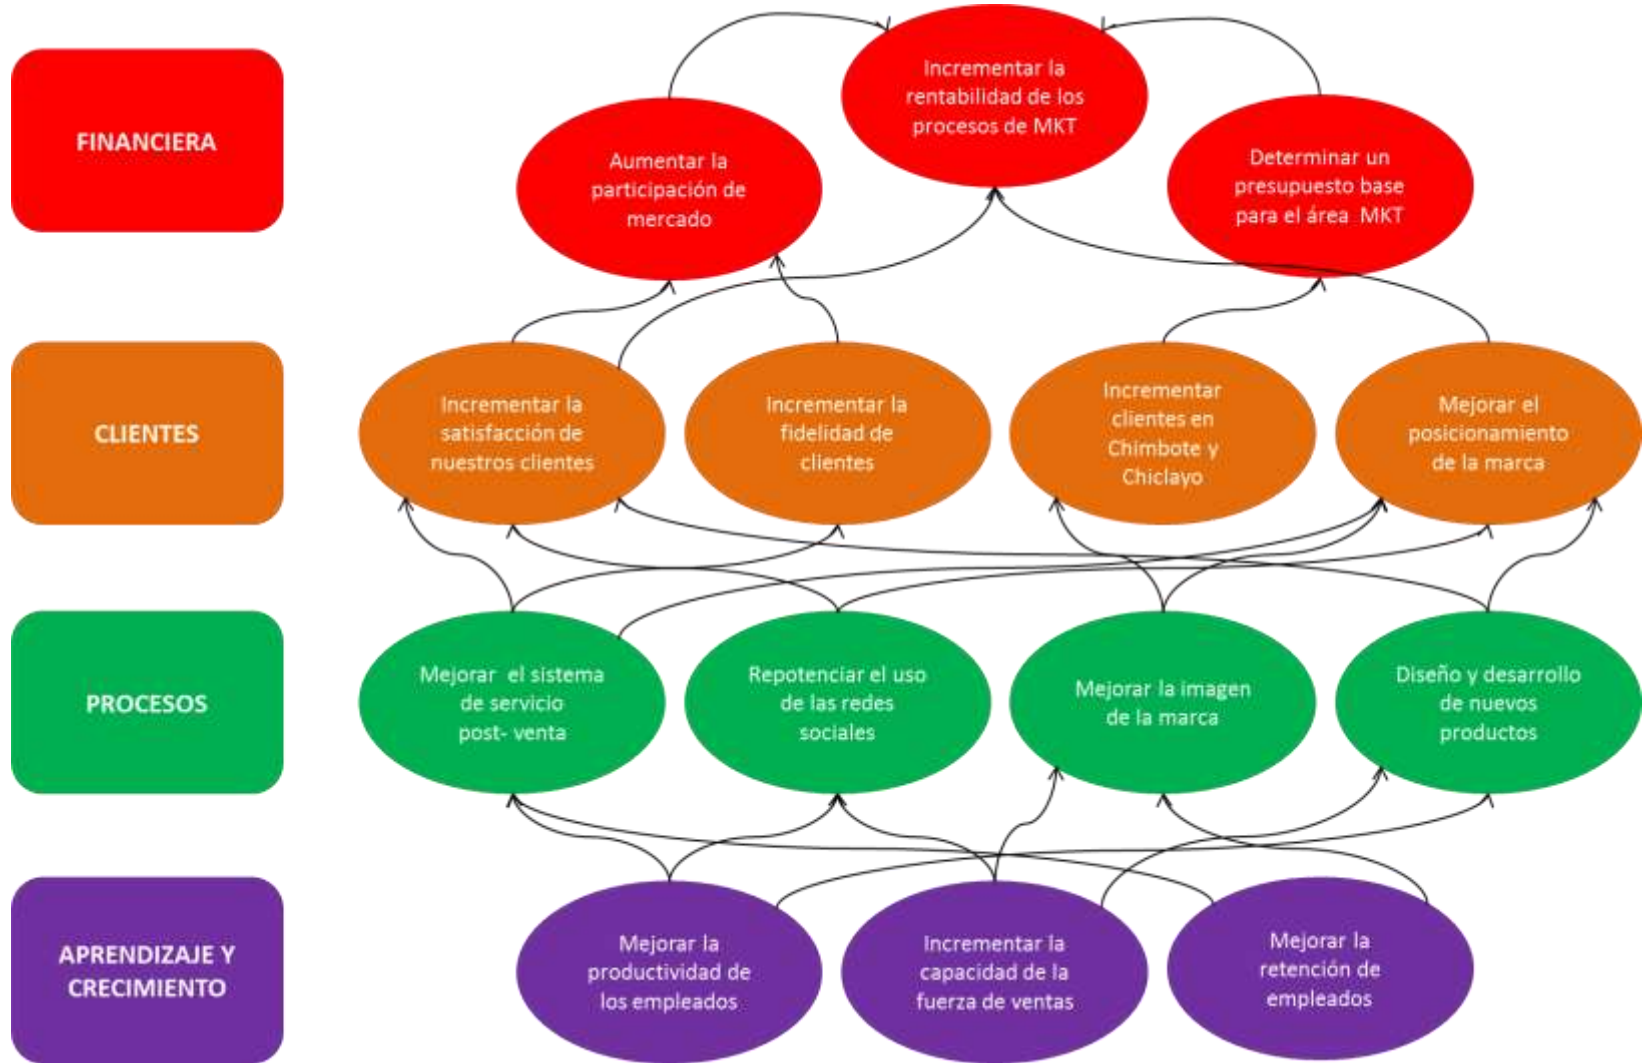 FINANCIERA
Incrementar la
rentabilidad de los
procesos de MKT
Aumentar la
participación de
mercado
Determinar un
presupuesto base
para el área MKT
CLIENTES
Incrementar la
satisfacción de
nuestros clientes
Incrementar la
fidelidad de
clientes
Incrementar
clientes en
Chimbote y
Chiclayo
Mejorar el
posicionamiento
de la marca
PROCESOS
Mejorar el sistema
de servicio
post- venta
Repotenciar el uso
de las redes
sociales
Mejorar la imagen
de la marca
Diseño y desarrollo
de nuevos
productos
APRENDIZAJE Y
CRECIMIENTO
Mejorar la
productividad de
los empleados
Incrementar la
capacidad de la
fuerza de ventas
Mejorar la
retención de
empleados